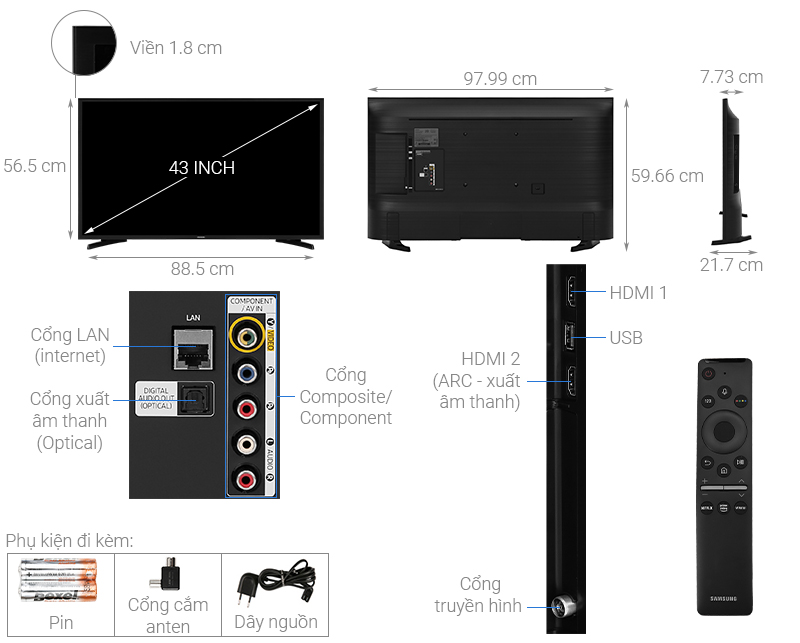 Viền 1.8 cm
97.99 cm
7.73 cm
56.5 cm
43 INCH
59.66 cm
88.5 cm
21.7 cm
LAN
COMPONENT
/ AV IN
VIDEO
DIGITAL
AUDIO OUT
(OPTICAL)
L
AUDIO
R
Cổng LAN
(internet)
Cổng xuất
âm thanh
(Optical)
Cổng
Composite/
Component
HDMI 1
USB
HDMI 2
(ARC - xuất
âm thanh)
Cổng
truyền hình
123
NETFLIX
SAMSUNG
Phụ kiện đi kèm:
Pin
Cổng cắm
anten
Dây nguồn